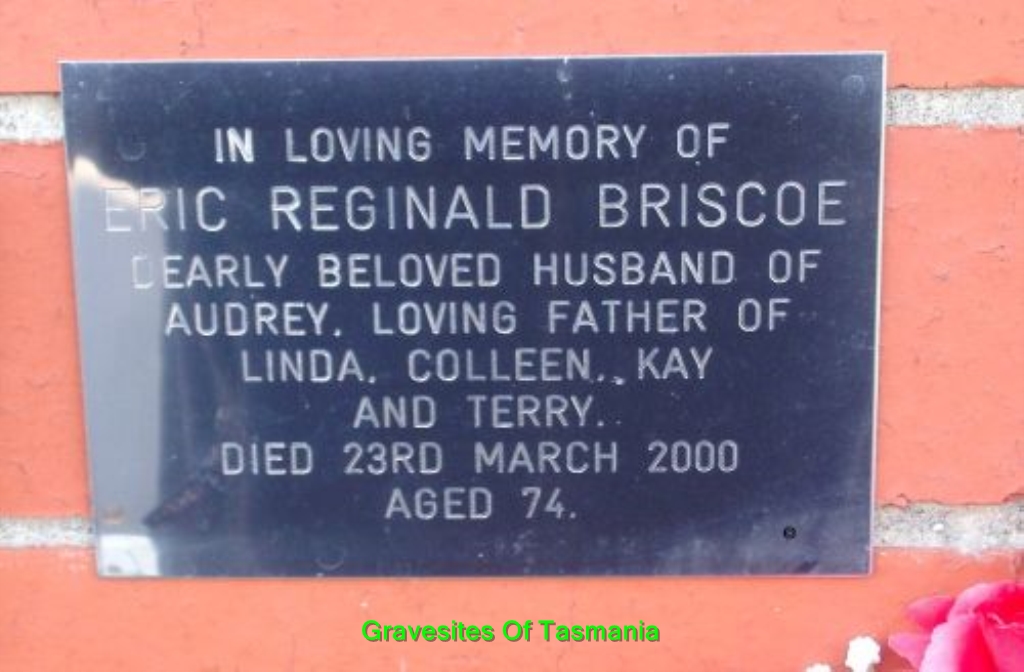 IN LOVING MEMORY OF
ERIC REGINALD BRISCOE
DEARLY BELOVED HUSBAND OF
AUDREY. LOVING FATHER OF
LINDA. COLLEEN. KAY
AND TERRY.
DIED 23RD MARCH 2000
AGED 74.
Gravesites Of Tasmania